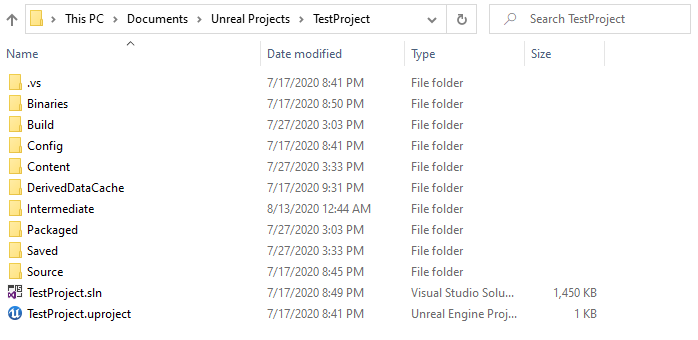 This PC > Documents > Unreal Projects > TestProject Search TestProject
Name Date modified Type Size
.vs 7/17/2020 8:41 PM File folder
Binaries 7/17/2020 8:50 PM File folder
Build 7/27/2020 3:03 PM File folder
Config 7/17/2020 8:41 PM File folder
Content 7/27/2020 3:33 PM File folder
DerivedDataCache 7/17/2020 9:31 PM File folder
Intermediate 8/13/2020 12:44 AM File folder
Packaged 7/27/2020 3:03 PM File folder
Saved 7/27/2020 3:33 PM File folder
Source 7/17/2020 8:45 PM File folder
TestProject.sln 7/17/2020 8:49 PM Visual Studio Solu... 1,450 KB
TestProject.uproject 7/17/2020 8:41 PM Unreal Engine Proj... 1 KB